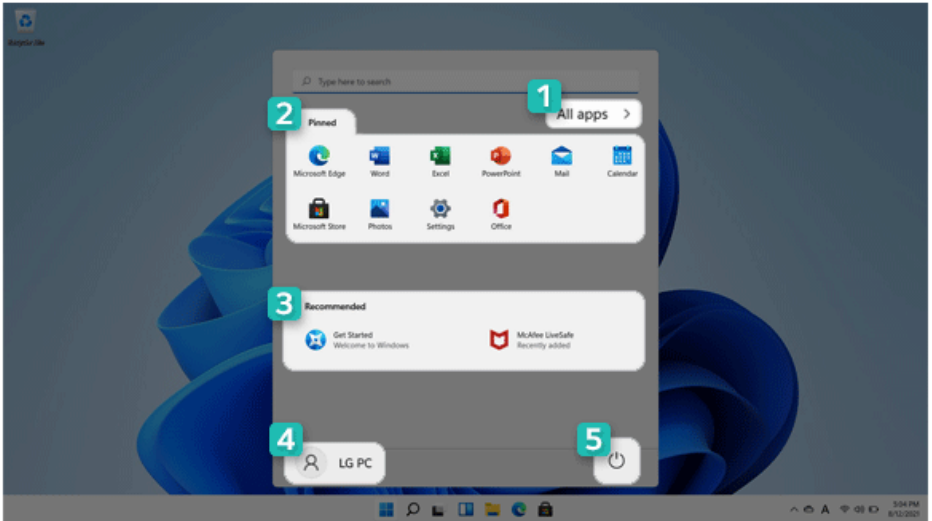 Recycle Bin
Type here to search
1
All apps >
2
Pinned
Microsoft Edge
Word
Excel
PowerPoint
Mail
Calendar
Microsoft Store
Photos
Settings
Office
3
Recommended
Get Started
Welcome to Windows
McAfee LiveSafe
Recently added
4
LG PC
5
A
5:04 PM
8/12/2021